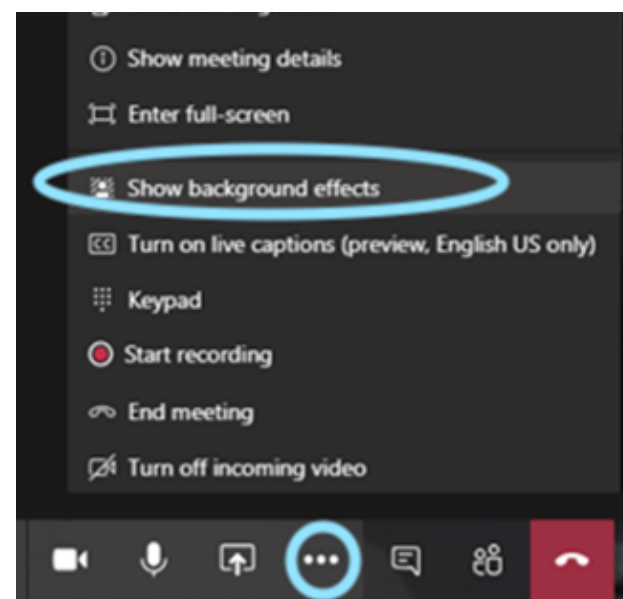 Show meeting details
Enter full-screen
Show background effects
CC Turn on live captions (preview, English US only)
Keypad
Start recording
End meeting
Turn off incoming video